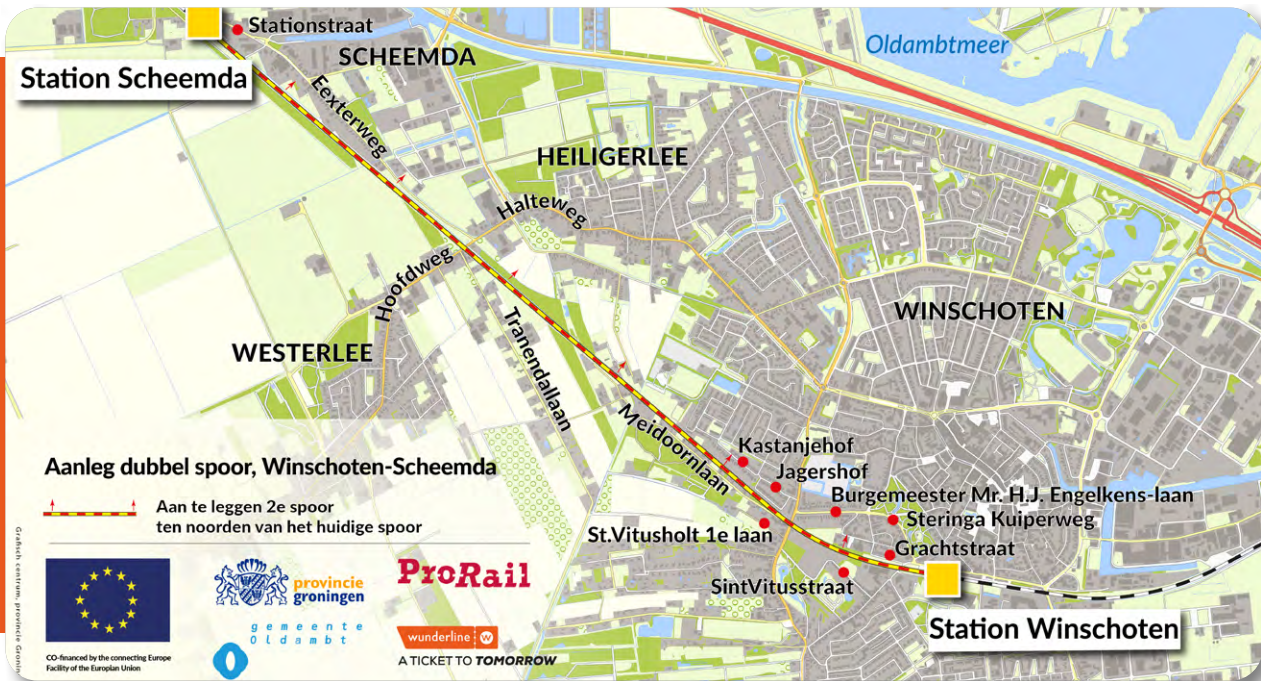 Stationstraat
Station Scheemda
SCHEEMDA
Oldambtmeer
Eexterweg
HEILIGERLEE
Halteweg
Hoofdweg
WINSCHOTEN
WESTERLEE
Tranendallaan
Meidoornlaan
Kastanjehof
Jagershof
Burgemeester Mr. H.J. Engelkens-laan
Steringa Kuiperweg
St.Vitusholt 1e laan
Grachtstraat
SintVitusstraat
Station Winschoten
Aanleg dubbel spoor, Winschoten-Scheemda
Aan te leggen 2e spoor
ten noorden van het huidige spoor
provincie
groningen
ProRail
gemeente
Oldambt
wunderline w
A TICKET TO TOMORROW
CO-financed by the connecting Europe
Facility of the Europian Union
Grafisch centrum, provincie Gronin